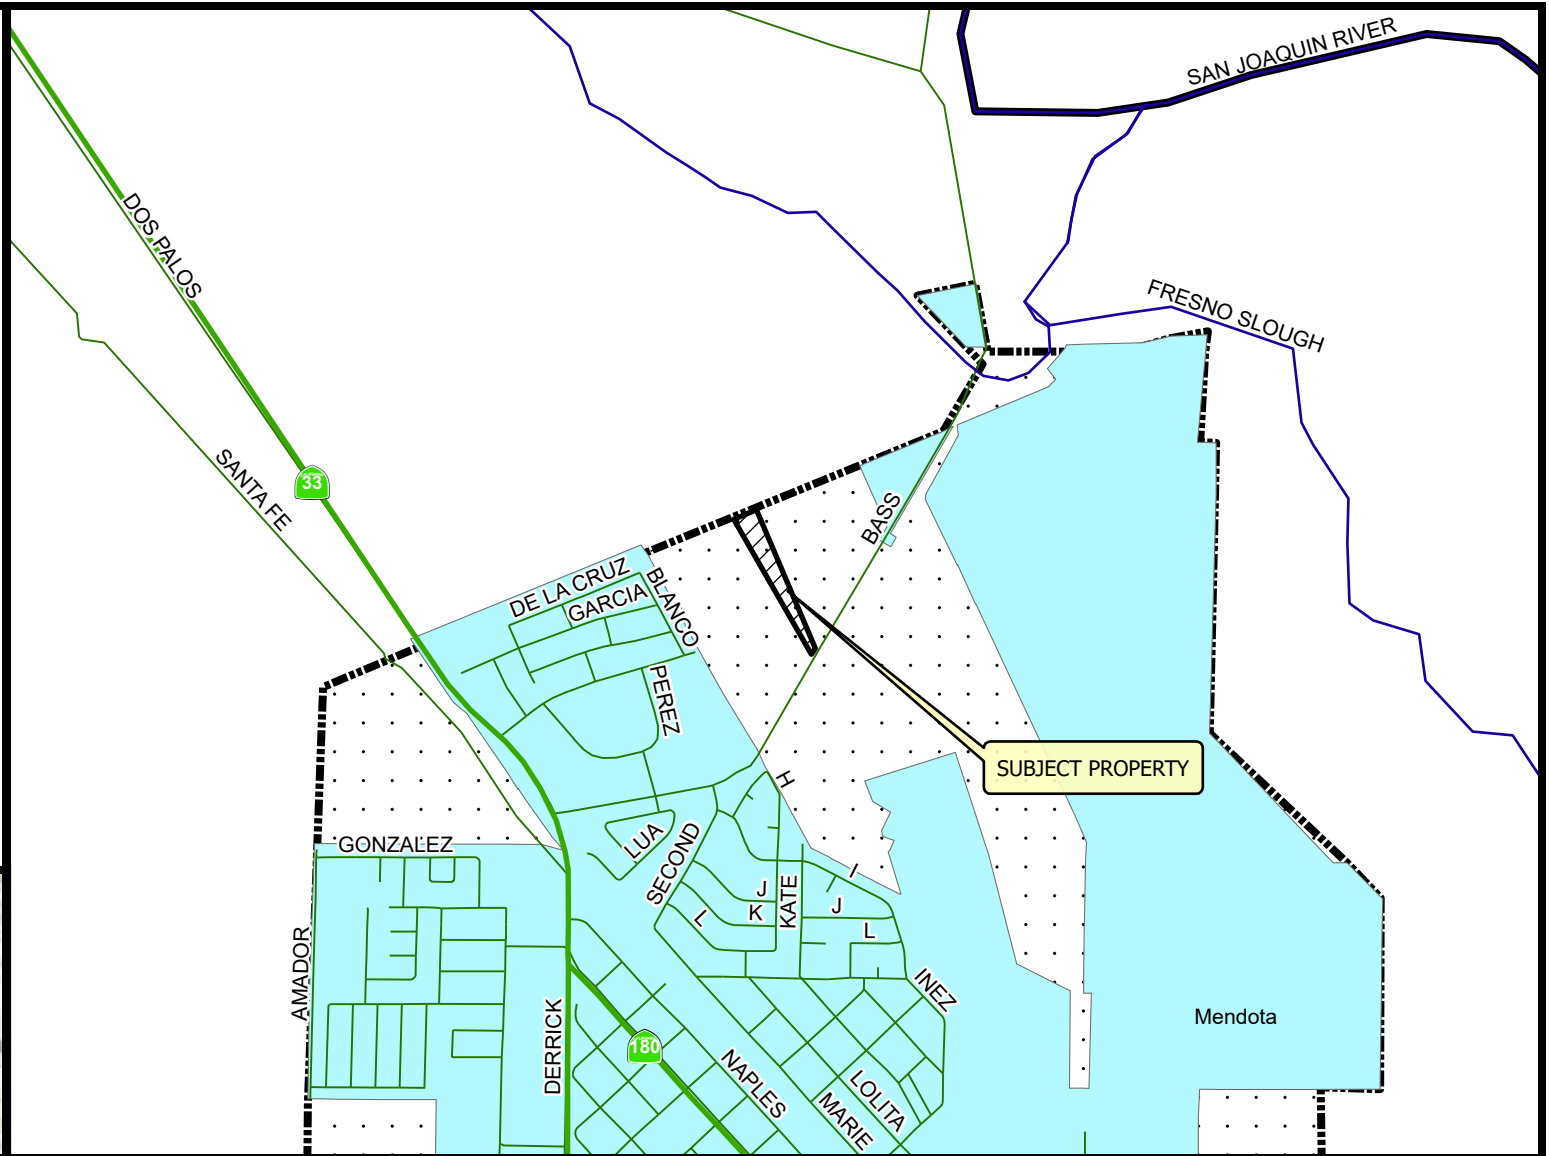 SAN JOAQUIN RIVER
DOS PALOS
FRESNO SLOUGH
SANTA FE
33
BASS
DE LA CRUZ
GARCIA
BLANCO
PEREZ
SUBJECT PROPERTY
H
GONZALEZ
LUA
SECOND
I
J
K
KATE
J
L
L
AMADOR
INEZ
DERRICK
Mendota
180
NAPLES
LOLITA
MARIE